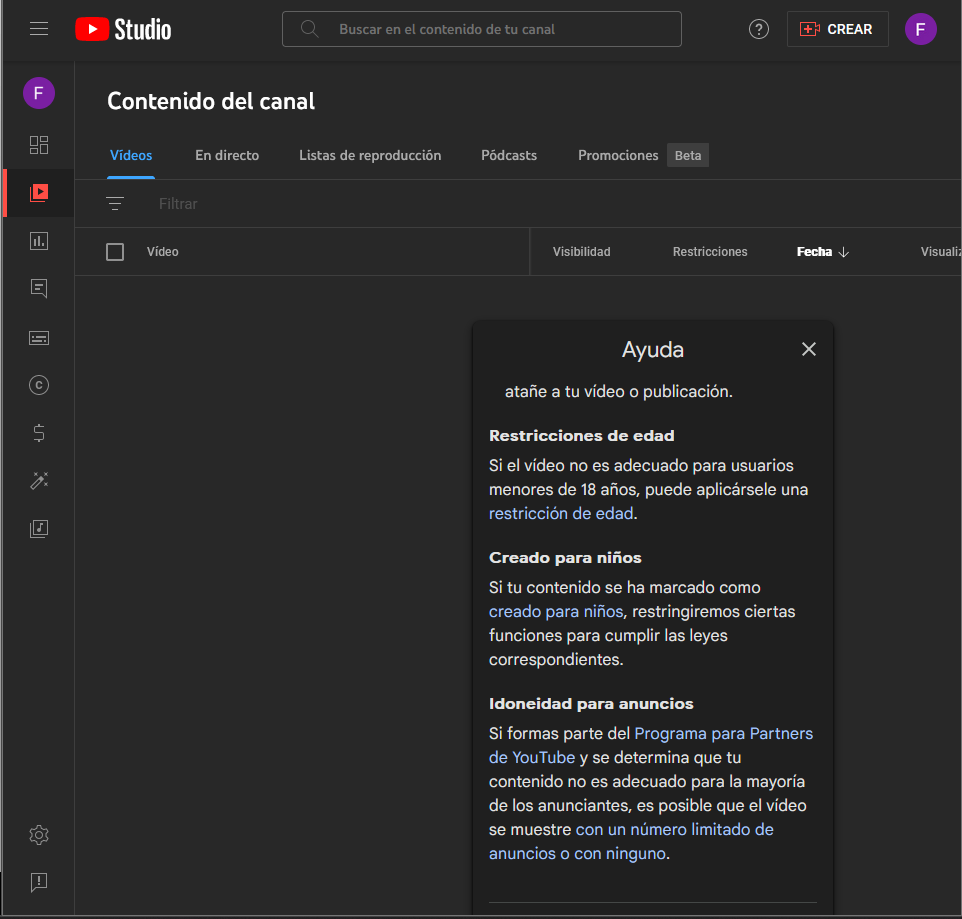 Studio
Buscar en el contenido de tu canal
?
CREAR
F
F
Contenido del canal
Vídeos
En directo
Listas de reproducción
Pódcasts
Promociones
Beta
Filtrar
Vídeo
Visibilidad
Restricciones
Fecha
Visualiz
Ayuda
atañe a tu vídeo o publicación.
Restricciones de edad
Si el vídeo no es adecuado para usuarios
menores de 18 años, puede aplicársele una
restricción de edad.
Creado para niños
Si tu contenido se ha marcado como
creado para niños, restringiremos ciertas
funciones para cumplir las leyes
correspondientes.
Idoneidad para anuncios
Si formas parte del Programa para Partners
de YouTube y se determina que tu
contenido no es adecuado para la mayoría
de los anunciantes, es posible que el vídeo
se muestre con un número limitado de
anuncios o con ninguno.